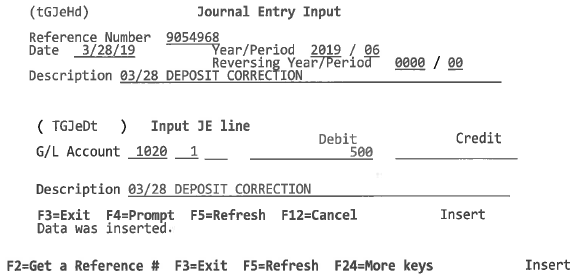 (tGJeHd) Journal Entry Input
Reference Number 9054968
Date 3/28/19 Year/Period 2019 / 06
Reversing Year/Period 0000 / 00
Description 03/28 DEPOSIT CORRECTION
( TGJeDt ) Input JE line
Debit Credit
G/L Account 1020 1 500
Description 03/28 DEPOSIT CORRECTION
F3=Exit F4=Prompt F5=Refresh F12=Cancel Insert
Data was inserted.
F2=Get a Reference # F3=Exit F5=Refresh F24=More keys Insert